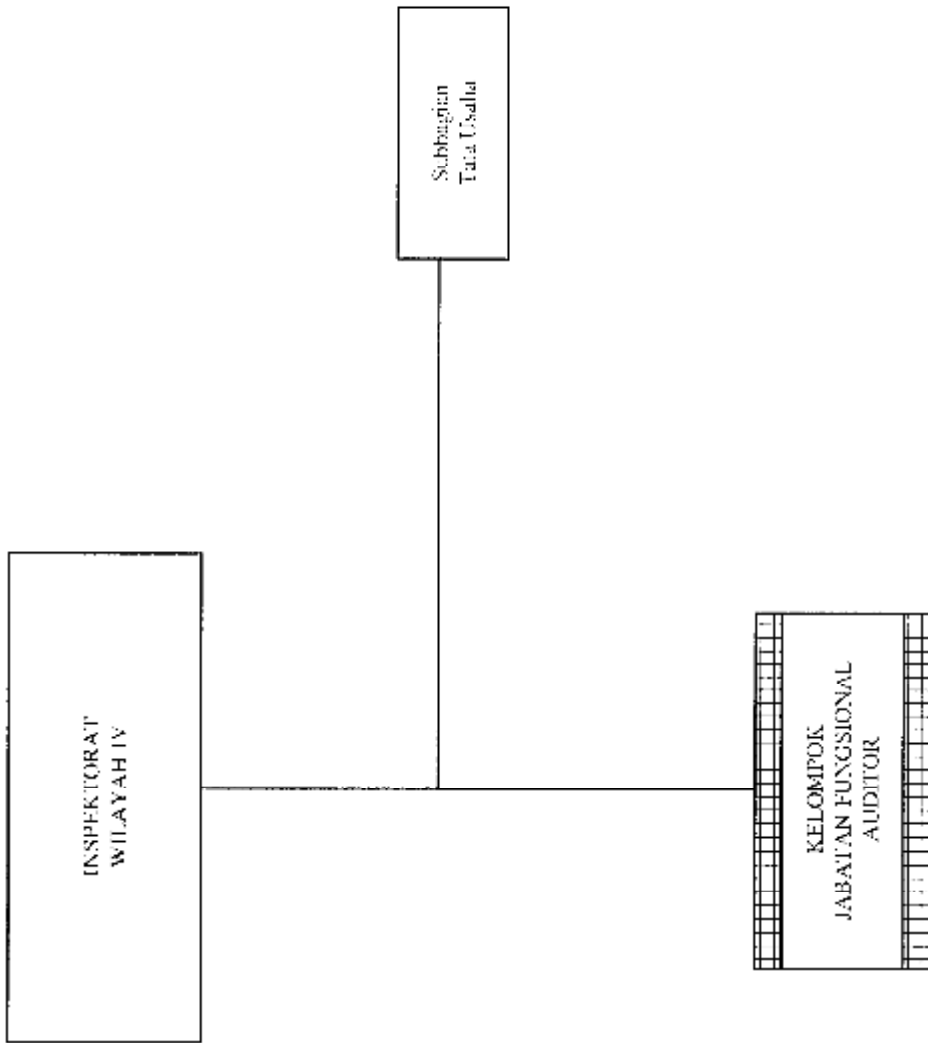 INSPEKTORAT
WILAYAH IV
Subbagian
Tata Usaha
KELOMPOK
JABATAN FUNGSIONAL
AUDITOR